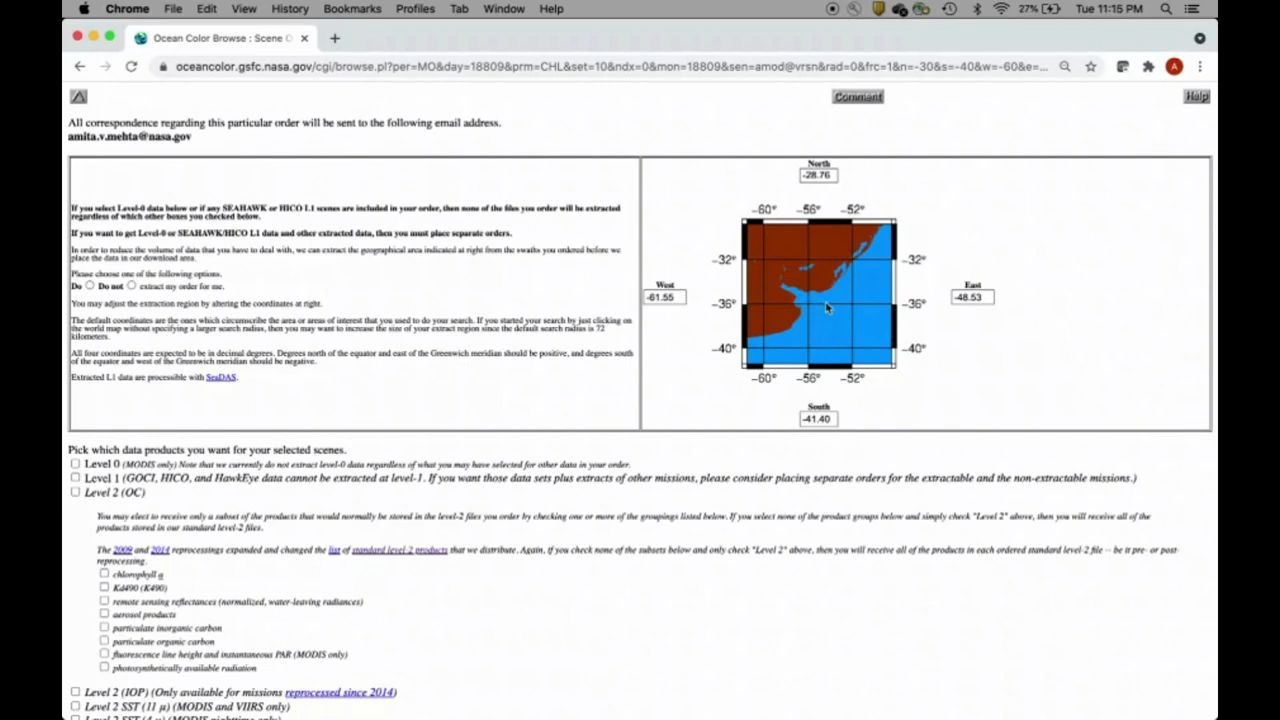 Chrome File Edit View History Bookmarks Profiles Tab Window Help 27% Tue 11:15 PM
Ocean Color Browse : Scene
oceancolor.gsfc.nasa.gov/cgi/browse.pl?per=MO&day=18809&prm=CHL&set=10&ndx=0&mon=18809&sen=amod@vrsn&rad=0&frc=1&n=-30&s=-40&w=-60&e=...
A
Comment Help
All correspondence regarding this particular order will be sent to the following email address.
amita.v.mehta@nasa.gov
If you select Level-0 data below or if any SEAHAWK or HICO L1 scenes are included in your order, then none of the files you order will be extracted
regardless of which other boxes you checked below.
If you want to get Level-0 or SEAHAWK/HICO L1 data and other extracted data, then you must place separate orders.
In order to reduce the volume of data that you have to deal with, we can extract the geographical area indicated at right from the swaths you ordered before we
place the data in our download area.
Please choose one of the following options.
Do Do not extract my order for me.
You may adjust the extraction region by altering the coordinates at right.
The default coordinates are the ones which circumscribe the area or areas of interest that you used to do your search. If you started your search by just clicking on
the world map without specifying a larger search radius, then you may want to increase the size of your extract region since the default search radius is 72
kilometers.
All four coordinates are expected to be in decimal degrees. Degrees north of the equator and east of the Greenwich meridian should be positive, and degrees south
of the equator and west of the Greenwich meridian should be negative.
Extracted L1 data are processible with SeaDAS.
North
-28.76
-60° -56° -52°
-32° -32°
West
-61.55
East
-48.53
-36° -36°
-40° -40°
-60° -56° -52°
South
-41.40
Pick which data products you want for your selected scenes.
Level 0 (MODIS only) Note that we currently do not extract level-0 data regardless of what you may have selected for other data in your order.
Level 1 (GOCI, HICO, and HawkEye data cannot be extracted at level-1. If you want those data sets plus extracts of other missions, please consider placing separate orders for the extractable and the non-extractable missions.)
Level 2 (OC)
You may elect to receive only a subset of the products that would normally be stored in the level-2 files you order by checking one or more of the groupings listed below. If you select none of the product groups below and simply check "Level 2" above, then you will receive all of the
products stored in our standard level-2 files.
The 2009 and 2014 reprocessings expanded and changed the list of standard level-2 products that we distribute. Again, if you check none of the subsets below and only check "Level 2" above, then you will receive all of the products in each ordered standard level-2 file -- be it pre- or post-
reprocessing.
chlorophyll a
Kd490 (K490)
remote sensing reflectances (normalized, water-leaving radiances)
aerosol products
particulate inorganic carbon
particulate organic carbon
fluorescence line height and instantaneous PAR (MODIS only)
photosynthetically available radiation
Level 2 (IOP) (Only available for missions reprocessed since 2014)
Level 2 SST (11 μ) (MODIS and VIIRS only)
Level 2 SST (4 μ) (MODIS nighttime only)